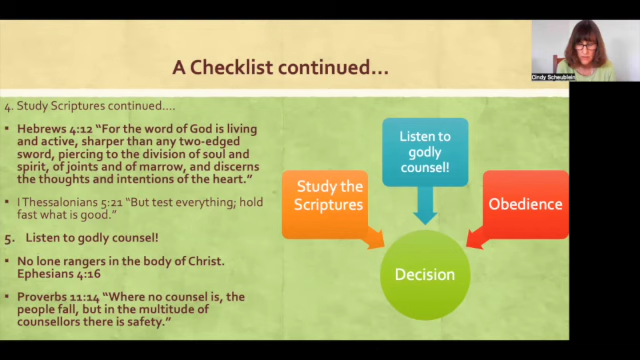 A Checklist continued...
Cindy Scheublein
4. Study Scriptures continued....
▪ Hebrews 4:12 “For the word of God is living
and active, sharper than any two-edged
sword, piercing to the division of soul and
spirit, of joints and of marrow, and discerns
the thoughts and intentions of the heart.”
▪ I Thessalonians 5:21 “But test everything; hold
fast what is good.”
5. Listen to godly counsel!
▪ No lone rangers in the body of Christ.
Ephesians 4:16
▪ Proverbs 11:14 “Where no counsel is, the
people fall, but in the multitude of
counsellors there is safety.”
Study the
Scriptures
Listen to
godly
counsel!
Obedience
Decision